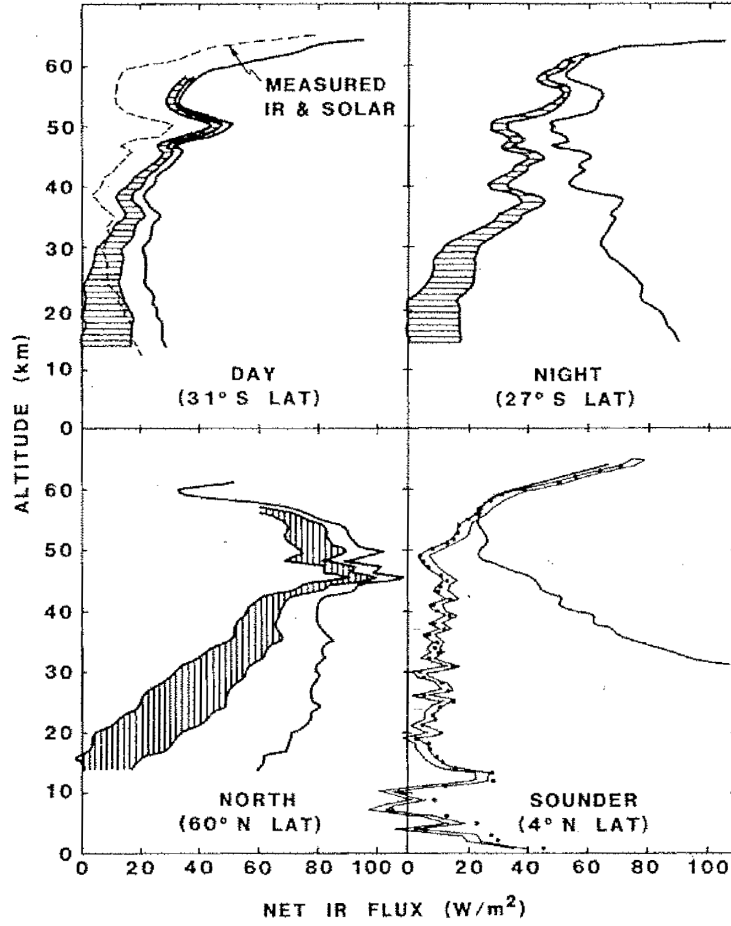 60
50
40
30
20
10
0
MEASURED
IR & SOLAR
DAY
(31° S LAT)
NIGHT
(27° S LAT)
ALTITUDE (km)
60
50
40
30
20
10
0
NORTH
(60° N LAT)
SOUNDER
(4° N LAT)
0 20 40 60 80 100 0 20 40 60 80 100
NET IR FLUX (W/m²)